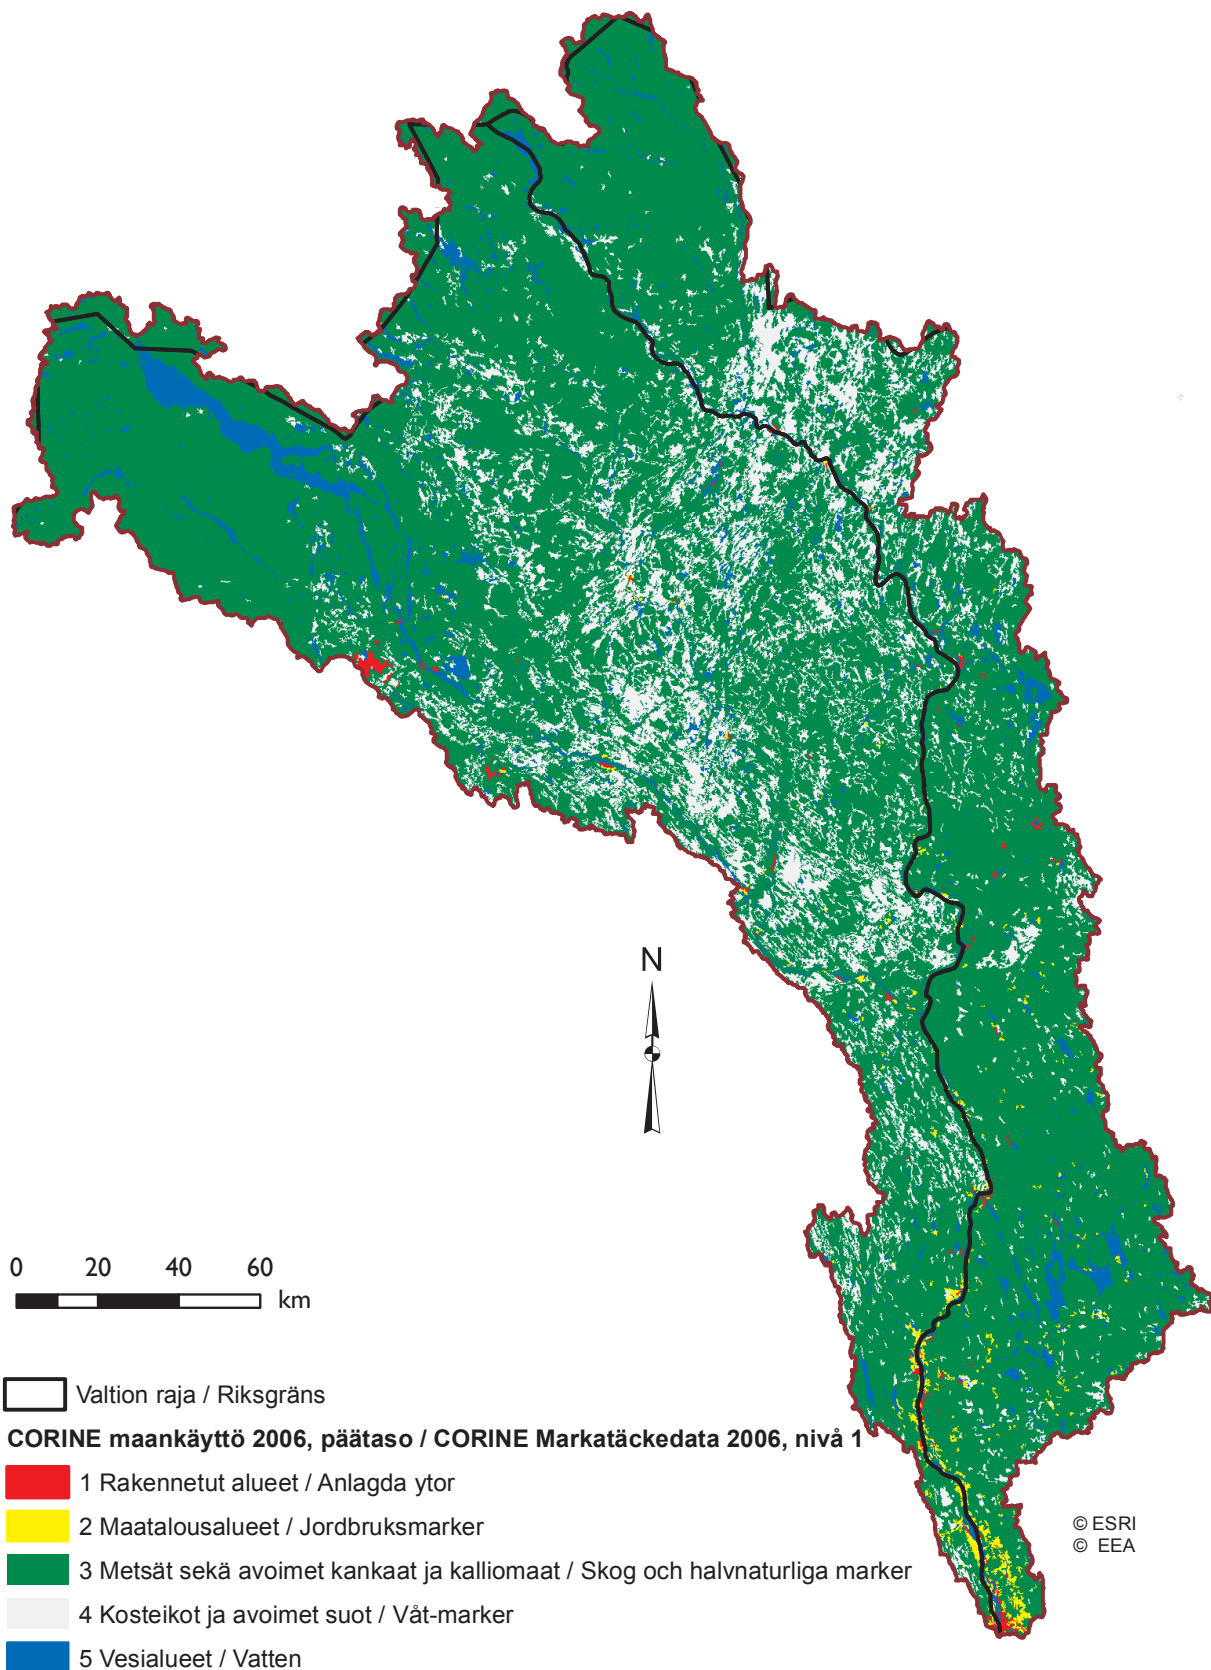 N
0 20 40 60
km
Valtion raja / Riksgräns
CORINE maankäyttö 2006, päätaso / CORINE Markatäckedata 2006, nivå 1
1 Rakennetut alueet / Anlagda ytor
2 Maatalousalueet / Jordbruksmarker
3 Metsät sekä avoimet kankaat ja kalliomaat / Skog och halvnaturliga marker
4 Kosteikot ja avoimet suot / Våt-marker
5 Vesialueet / Vatten
© ESRI
© EEA